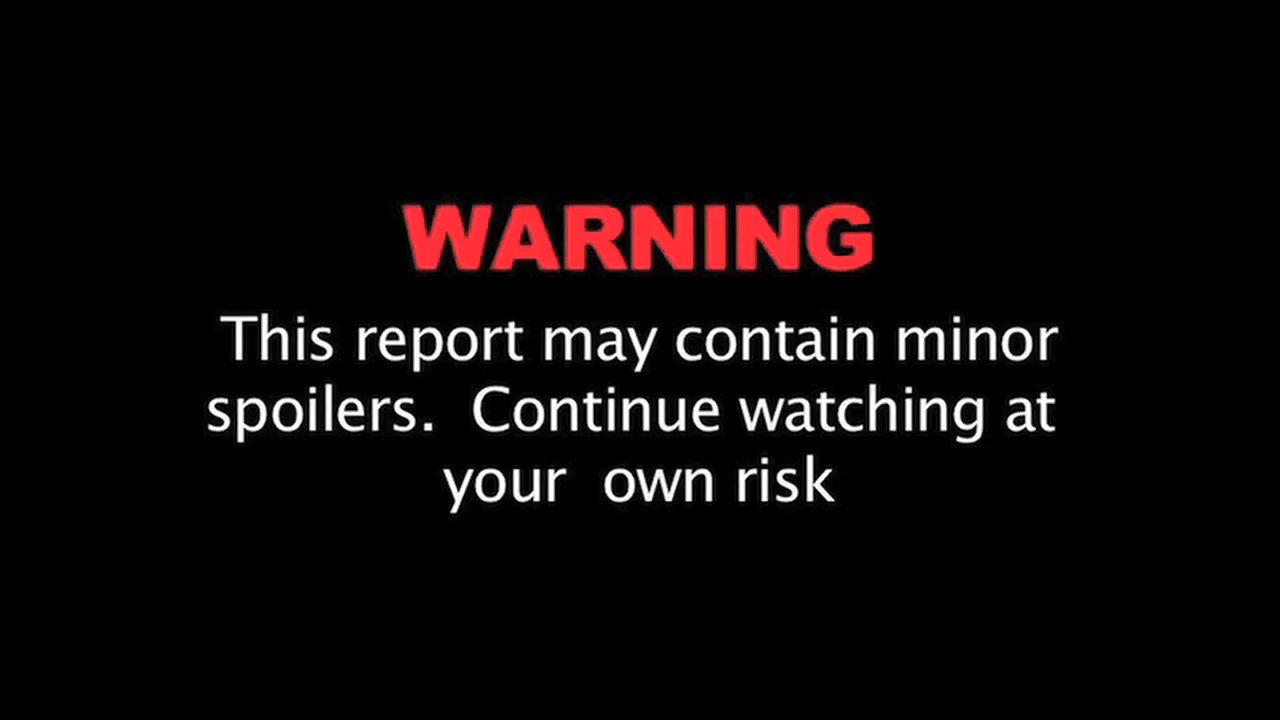 WARNING
This report may contain minor
spoilers.  Continue watching at
your  own risk